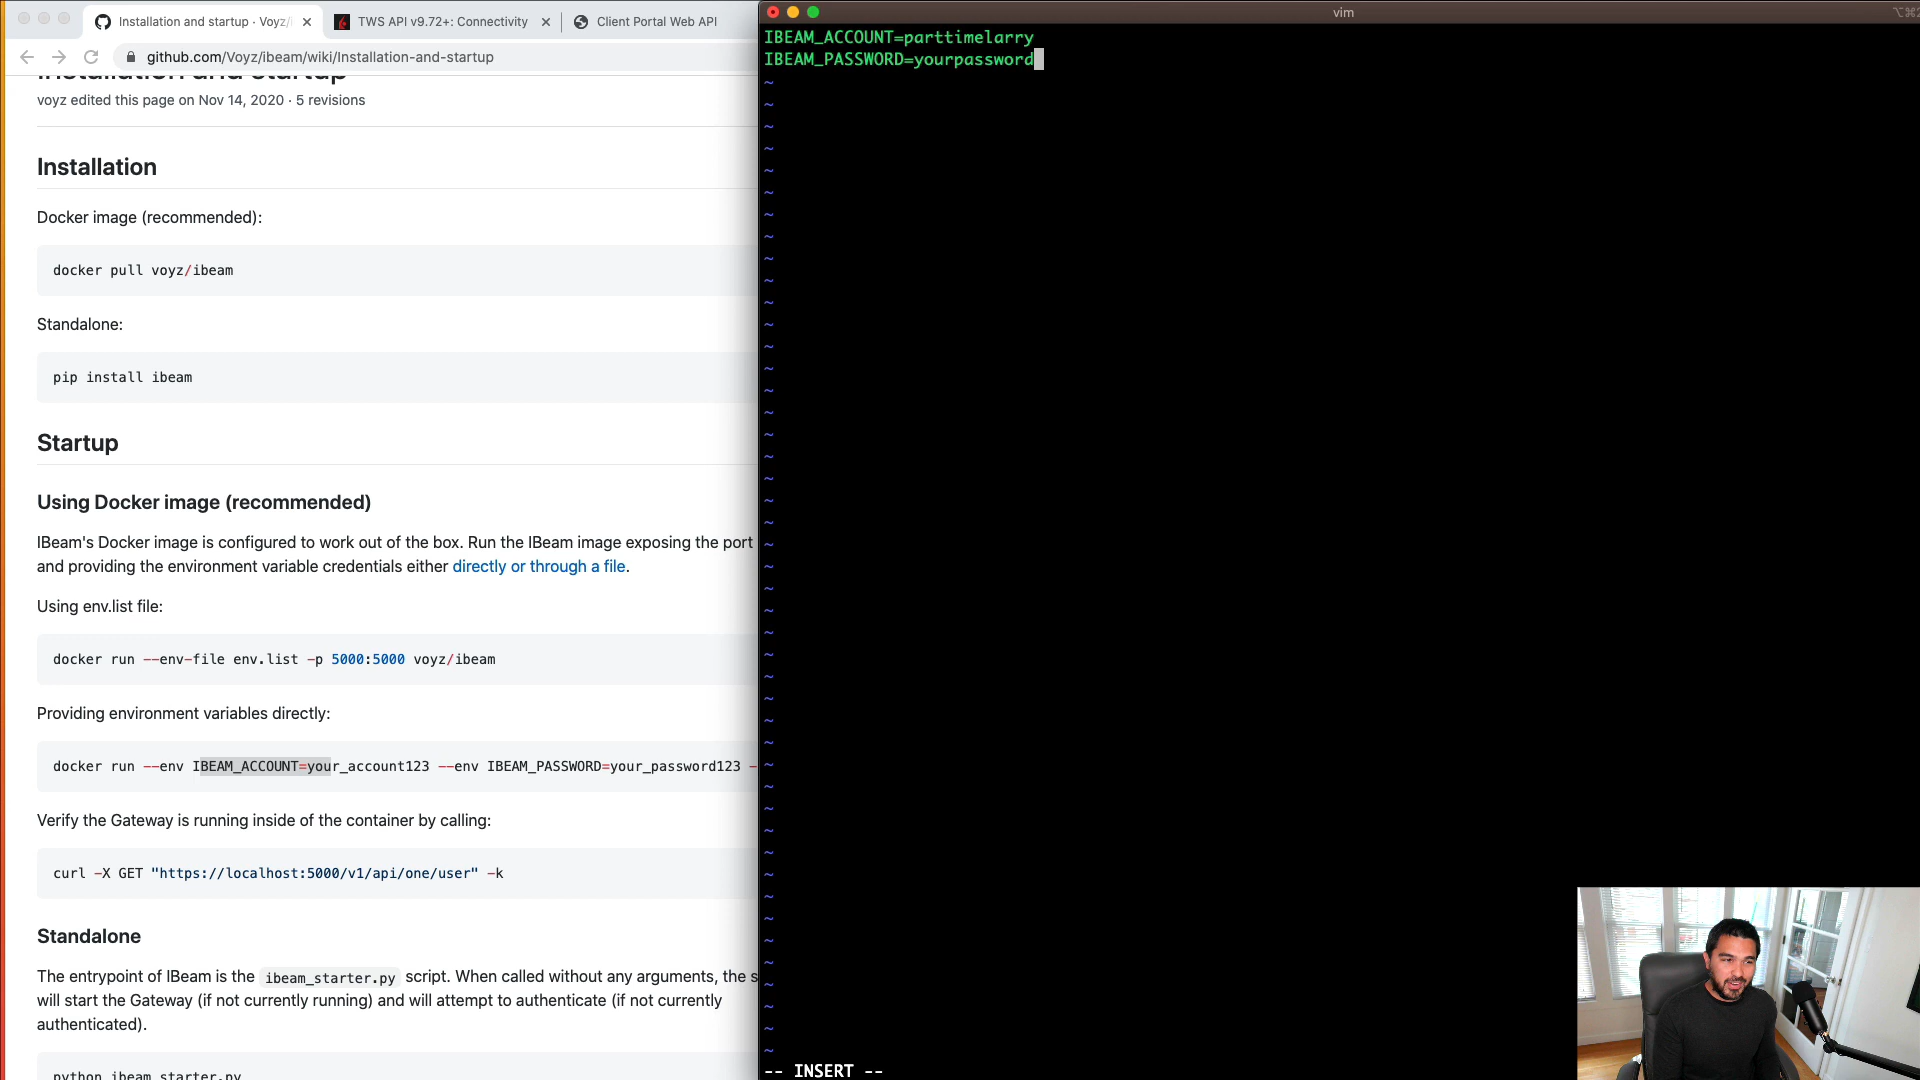 Installation and startup · Voyz/i
TWS API v9.72+: Connectivity
Client Portal Web API
github.com/Voyz/ibeam/wiki/Installation-and-startup
Installation and startup
voyz edited this page on Nov 14, 2020 · 5 revisions
Installation
Docker image (recommended):
docker pull voyz/ibeam
Standalone:
pip install ibeam
Startup
Using Docker image (recommended)
IBeam's Docker image is configured to work out of the box. Run the IBeam image exposing the port
and providing the environment variable credentials either directly or through a file.
Using env.list file:
docker run --env-file env.list -p 5000:5000 voyz/ibeam
Providing environment variables directly:
docker run --env IBEAM_ACCOUNT=your_account123 --env IBEAM_PASSWORD=your_password123 -
Verify the Gateway is running inside of the container by calling:
curl -X GET "https://localhost:5000/v1/api/one/user" -k
Standalone
The entrypoint of IBeam is the ibeam_starter.py script. When called without any arguments, the s
will start the Gateway (if not currently running) and will attempt to authenticate (if not currently
authenticated).
python ibeam_starter.py
vim
IBEAM_ACCOUNT=parttimelarry
IBEAM_PASSWORD=yourpassword
-- INSERT --